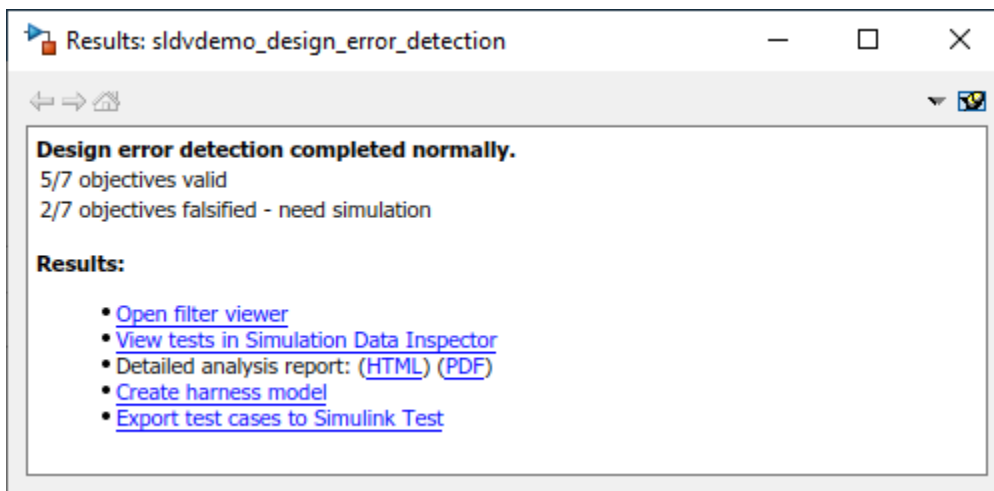 Results: sldvdemo_design_error_detection
Design error detection completed normally.
5/7 objectives valid
2/7 objectives falsified - need simulation
Results:
• Open filter viewer
• View tests in Simulation Data Inspector
• Detailed analysis report: (HTML) (PDF)
• Create harness model
• Export test cases to Simulink Test